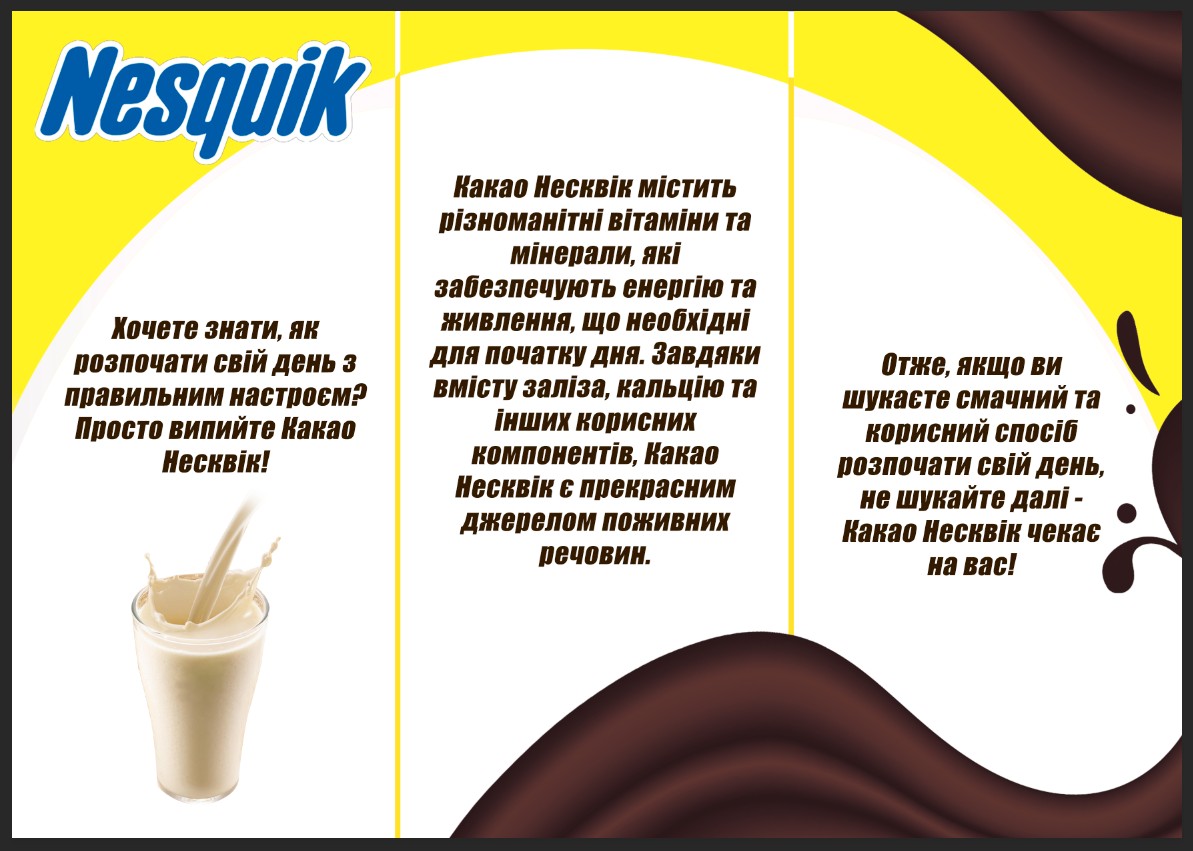 Nesquik
Хочете знати, як
розпочати свій день з
правильним настроєм?
Просто випийте Какао
Несквік!
Какао Несквік містить
різноманітні вітаміни та
мінерали, які
забезпечують енергію та
живлення, що необхідні
для початку дня. Завдяки
вмісту заліза, кальцію та
інших корисних
компонентів, Какао
Несквік є прекрасним
джерелом поживних
речовин.
Отже, якщо ви
шукаєте смачний та
корисний спосіб
розпочати свій день,
не шукайте далі -
Какао Несквік чекає
на вас!